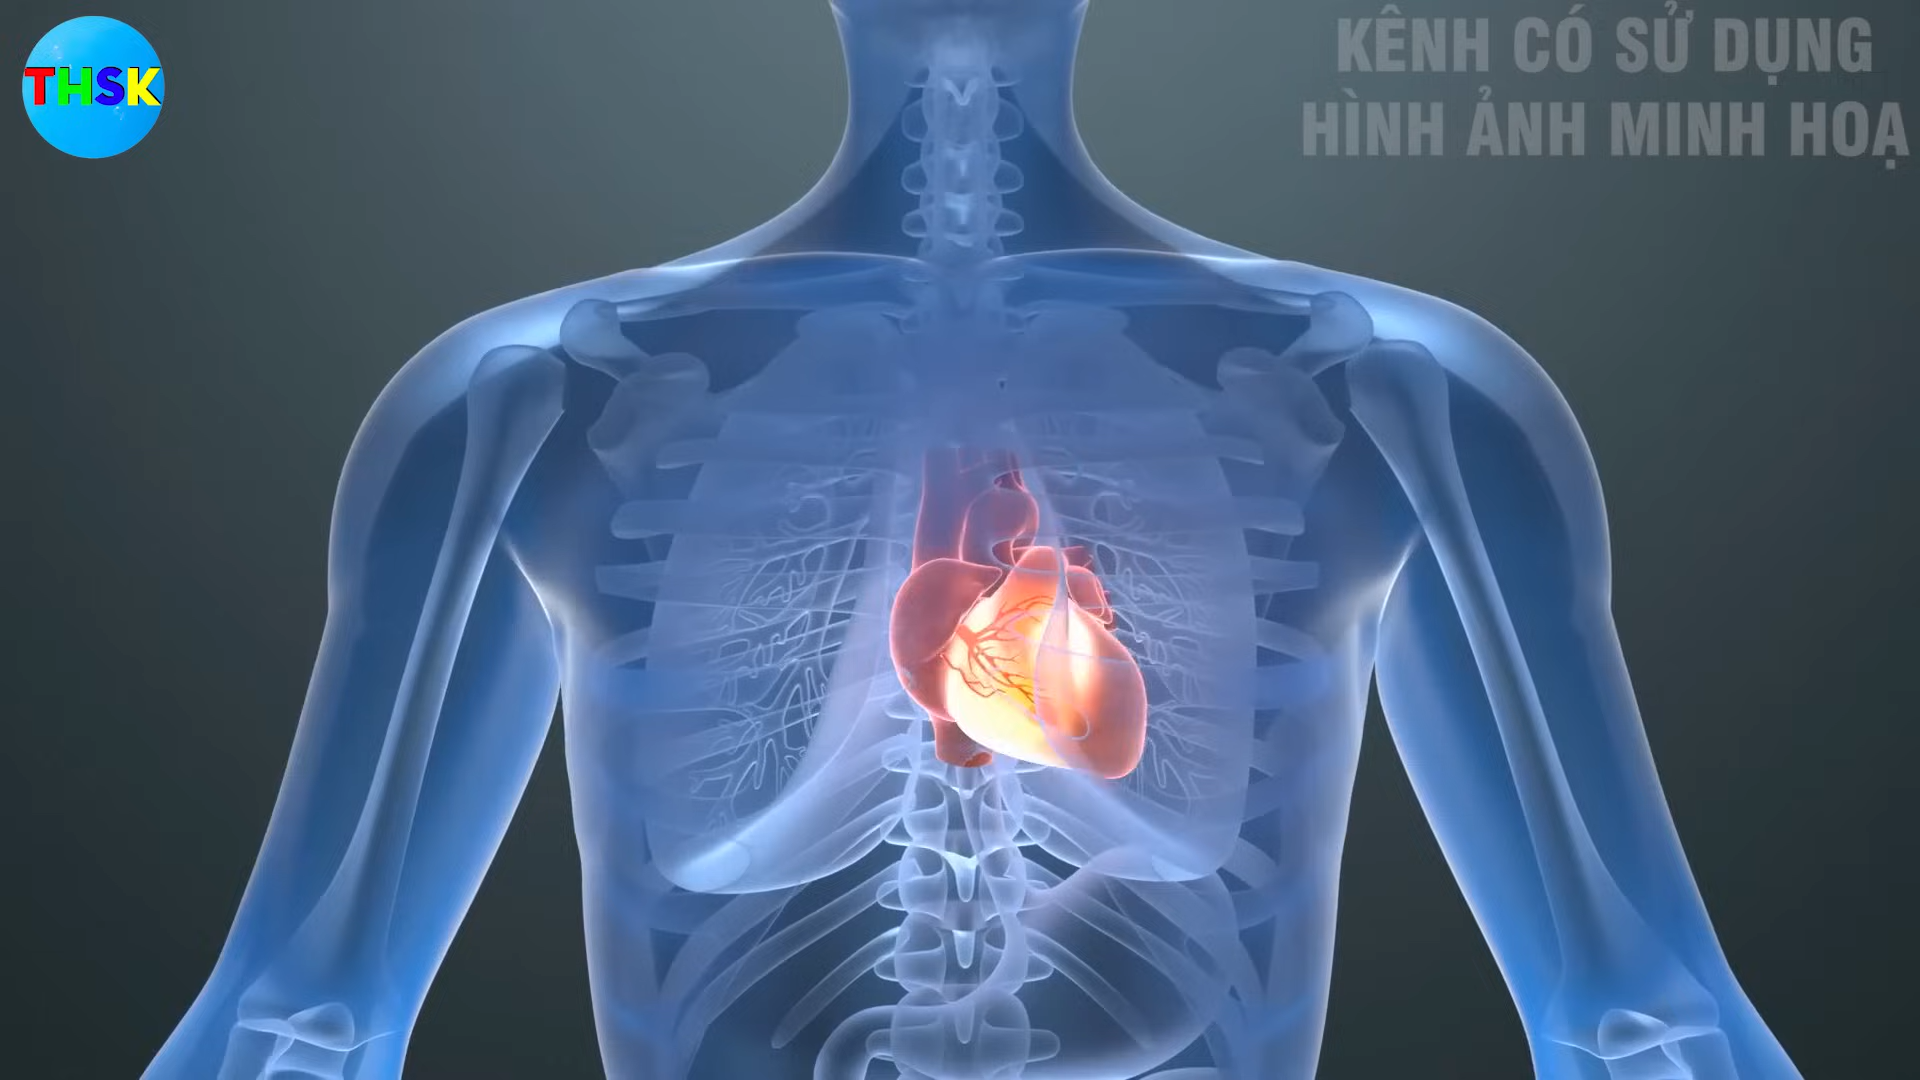 THSK
KÊNH CÓ SỬ DỤNG
HÌNH ẢNH MINH HOẠ